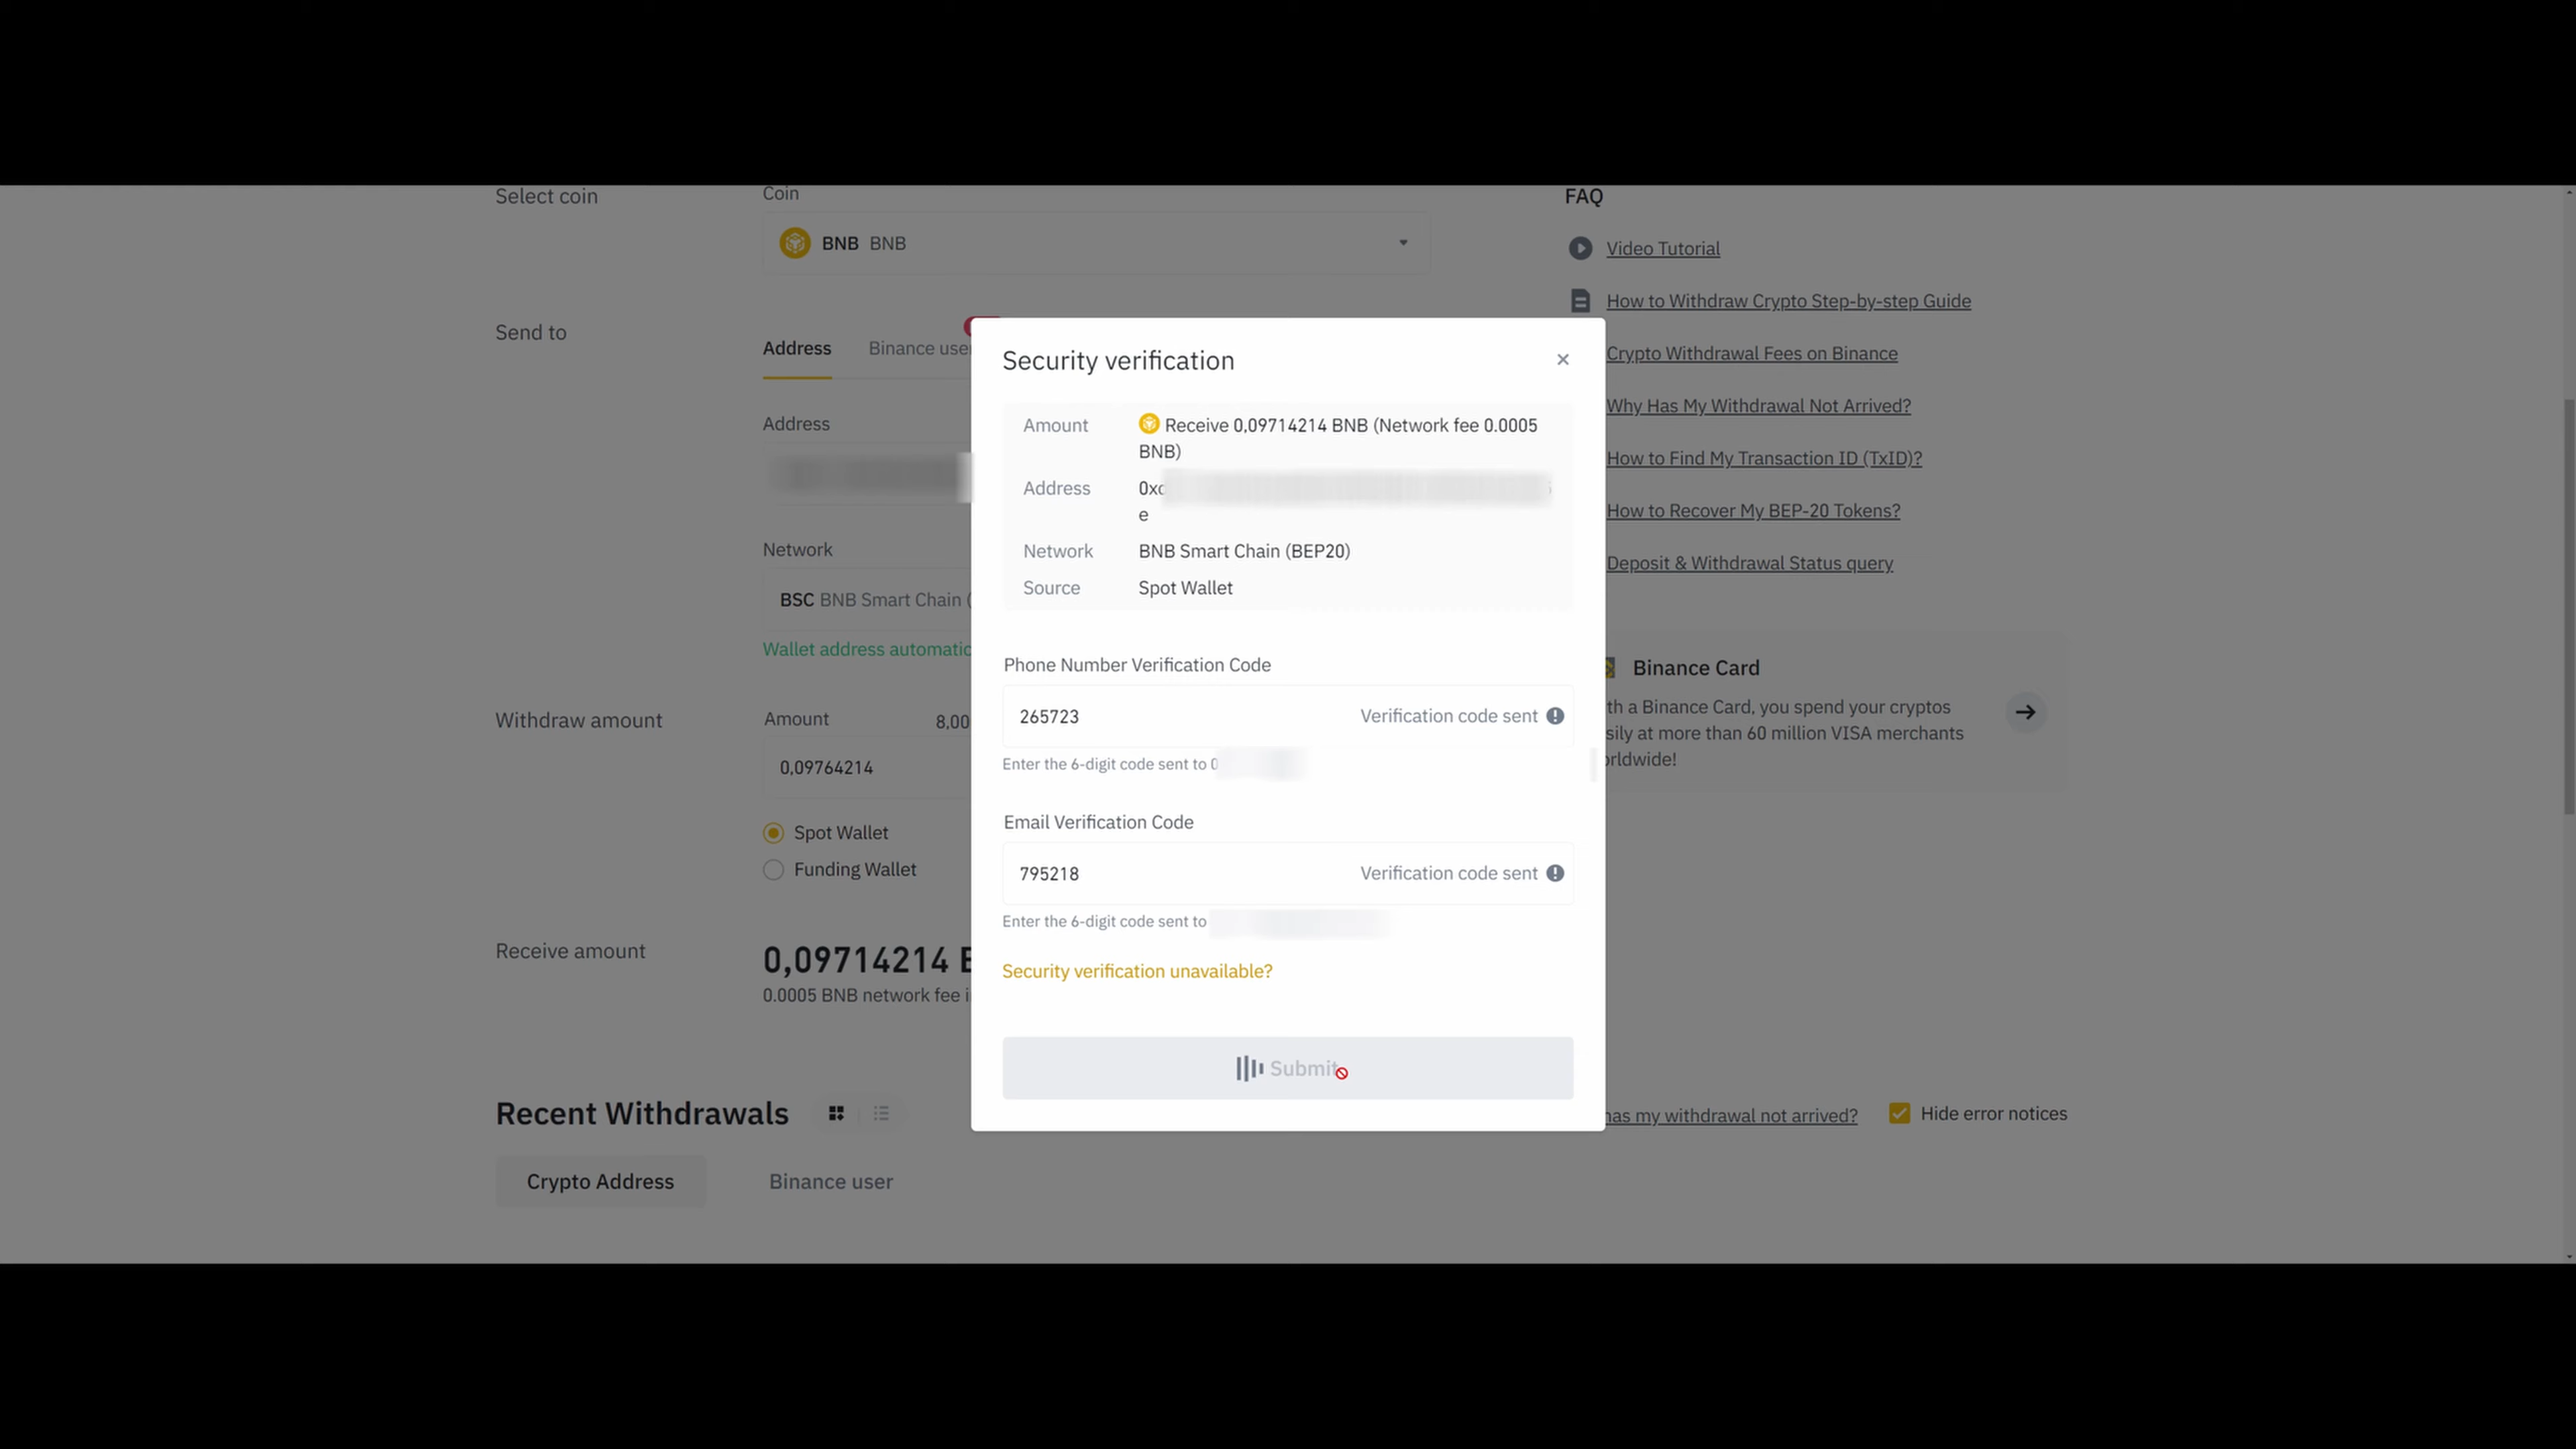 Select coin
Coin
BNB BNB
Send to
Address
Binance user
Address
Network
BSC BNB Smart Chain (
Wallet address automatic
Withdraw amount
Amount
8,00
0,09764214
Spot Wallet
Funding Wallet
Receive amount
0,09714214
0.0005 BNB network fee
Recent Withdrawals
Crypto Address
Binance user
Security verification
Amount
Receive 0,09714214 BNB (Network fee 0.0005
BNB)
Address
0xc
e
Network
BNB Smart Chain (BEP20)
Source
Spot Wallet
Phone Number Verification Code
265723
Verification code sent
Enter the 6-digit code sent to 0
Email Verification Code
795218
Verification code sent
Enter the 6-digit code sent to
Security verification unavailable?
Submit
FAQ
Video Tutorial
How to Withdraw Crypto Step-by-step Guide
Crypto Withdrawal Fees on Binance
Why Has My Withdrawal Not Arrived?
How to Find My Transaction ID (TxID)?
How to Recover My BEP-20 Tokens?
Deposit & Withdrawal Status query
Binance Card
th a Binance Card, you spend your cryptos
sily at more than 60 million VISA merchants
orldwide!
has my withdrawal not arrived?
Hide error notices